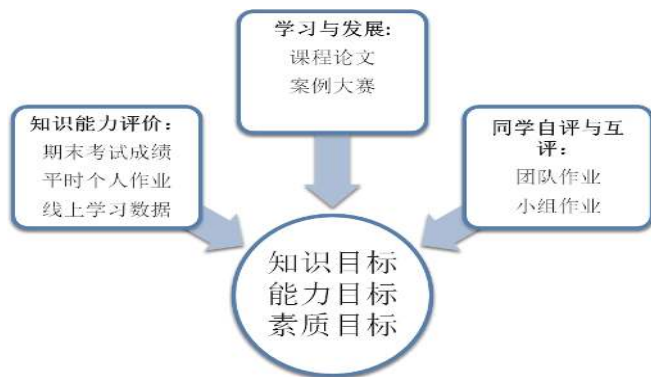 学习与发展:
课程论文
案例大赛
知识能力评价：
期末考试成绩
平时个人作业
线上学习数据
同学自评与互
评：
团队作业
小组作业
知识目标
能力目标
素质目标